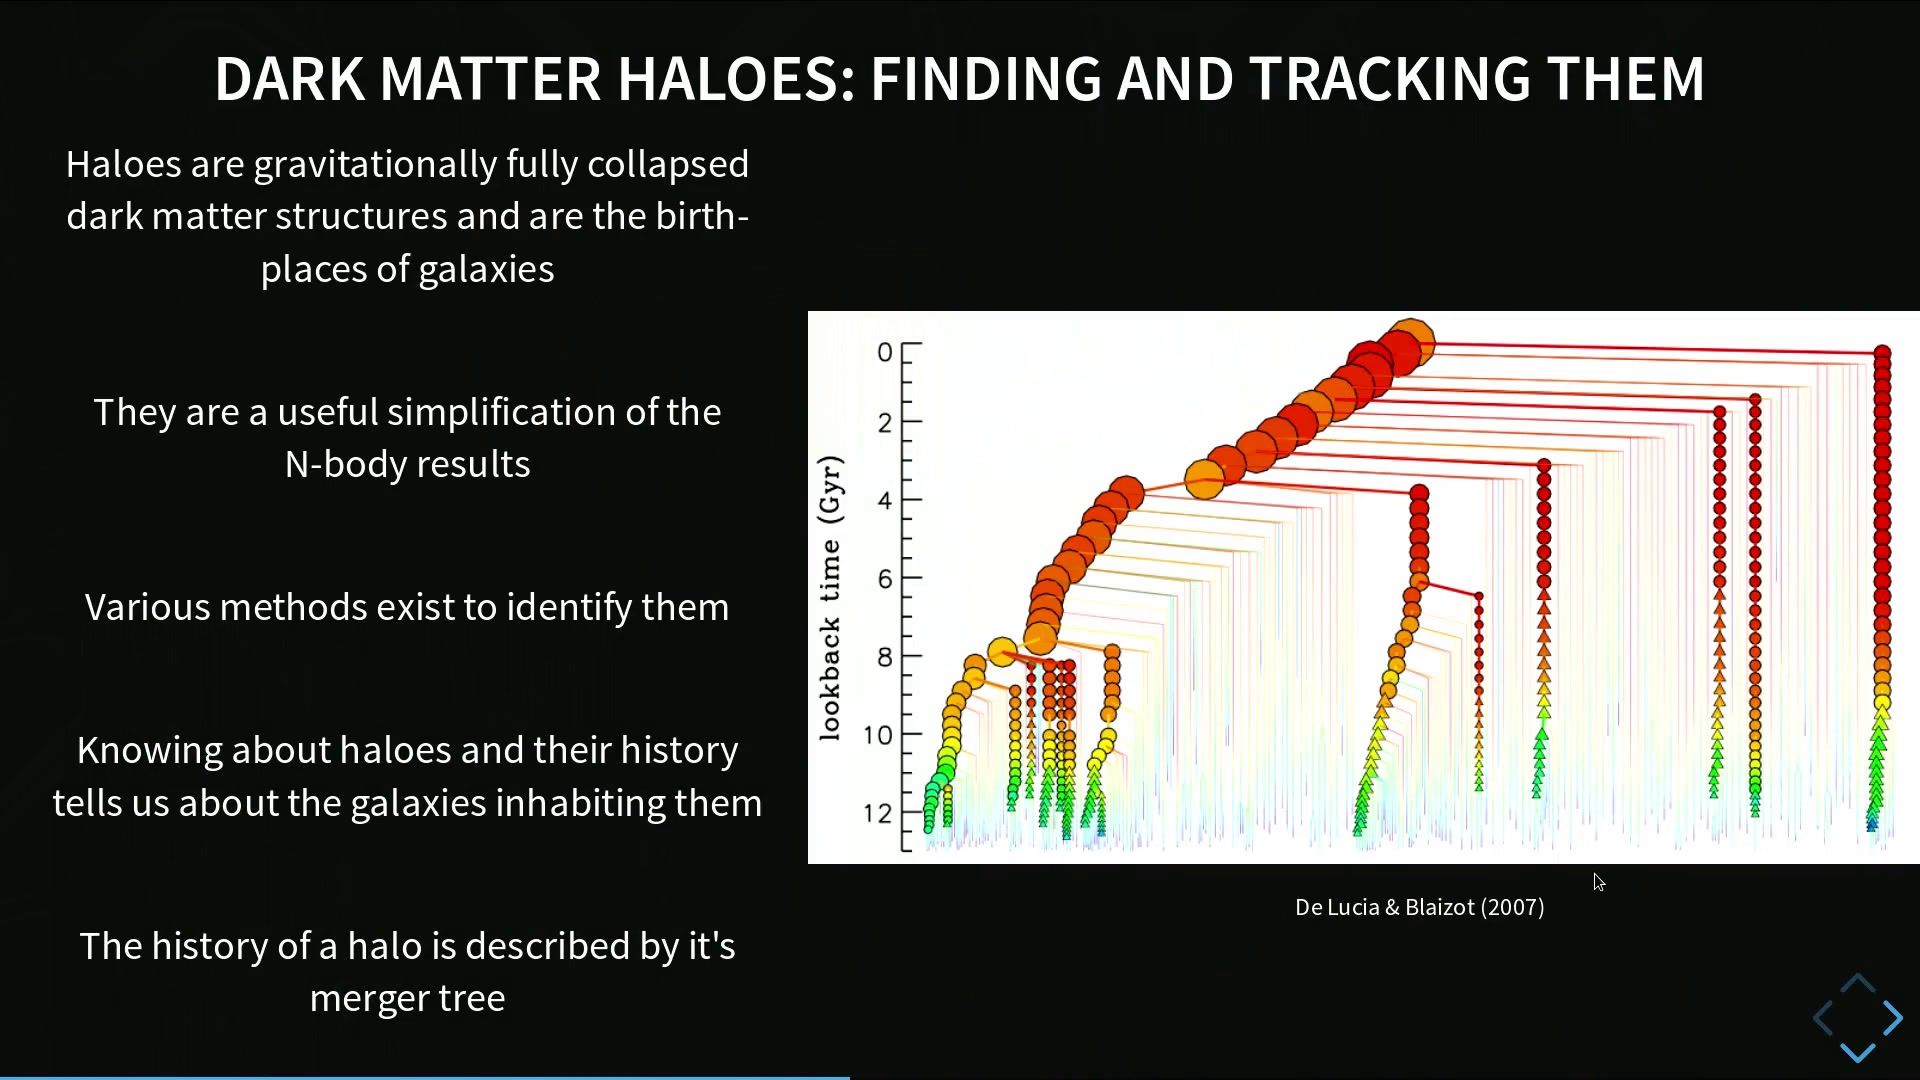 DARK MATTER HALOES: FINDING AND TRACKING THEM
Haloes are gravitationally fully collapsed
dark matter structures and are the birth-
places of galaxies
They are a useful simplification of the
N-body results
Various methods exist to identify them
Knowing about haloes and their history
tells us about the galaxies inhabiting them
The history of a halo is described by it's
merger tree
lookback time (Gyr)
0
2
4
6
8
10
12
De Lucia & Blaizot (2007)